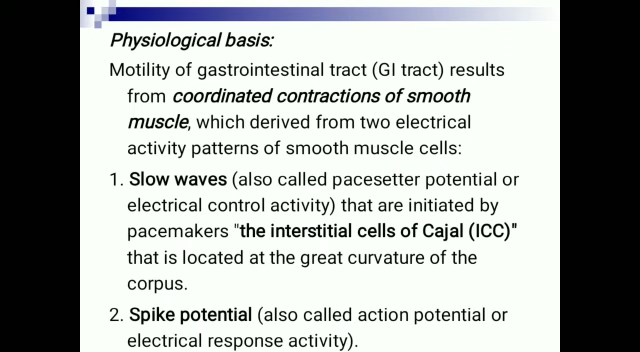 Physiological basis:
Motility of gastrointestinal tract (GI tract) results
from coordinated contractions of smooth
muscle, which derived from two electrical
activity patterns of smooth muscle cells:
1. Slow waves (also called pacesetter potential or
electrical control activity) that are initiated by
pacemakers "the interstitial cells of Cajal (ICC)"
that is located at the great curvature of the
corpus.
2. Spike potential (also called action potential or
electrical response activity).